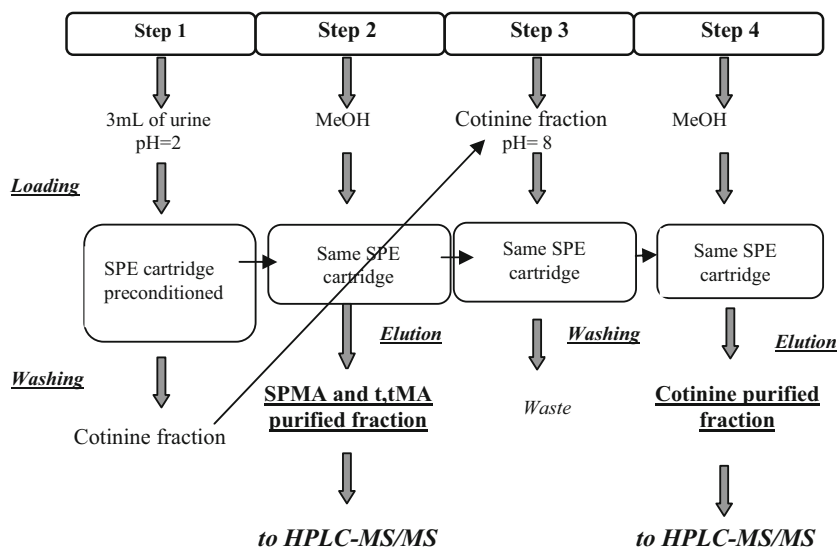 Step 1
Step 2
Step 3
Step 4
3mL of urine
pH=2
MeOH
Cotinine fraction
pH= 8
MeOH
Loading
SPE cartridge
preconditioned
Same SPE
cartridge
Same SPE
cartridge
Same SPE
cartridge
Washing
Elution
Washing
Elution
Cotinine fraction
SPMA and t,tMA
purified fraction
Waste
Cotinine purified
fraction
to HPLC-MS/MS
to HPLC-MS/MS